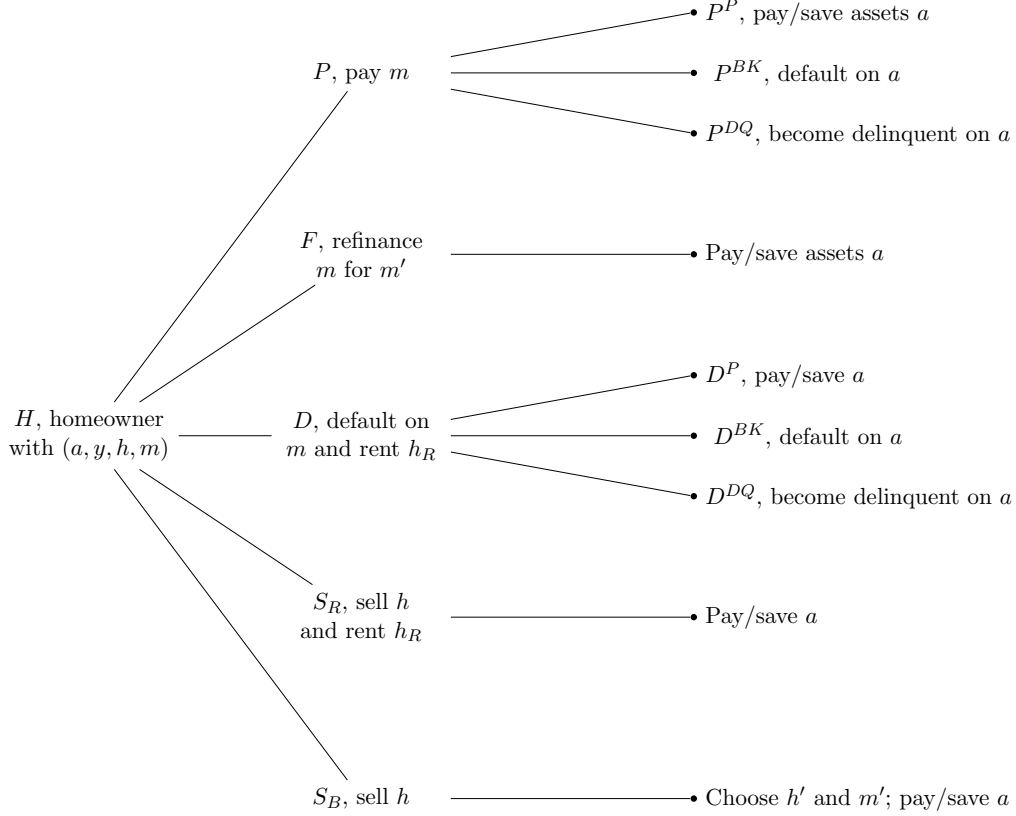 $P^P$, pay/save assets $a$
$P$, pay $m$
$P^{BK}$, default on $a$
$P^{DQ}$, become delinquent on $a$
$F$, refinance
$m$ for $m'$
Pay/save assets $a$
$D^P$, pay/save $a$
$H$, homeowner
with $(a, y, h, m)$
$D$, default on
$m$ and rent $h_R$
$D^{BK}$, default on $a$
$D^{DQ}$, become delinquent on $a$
$S_R$, sell $h$
and rent $h_R$
Pay/save $a$
$S_B$, sell $h$
Choose $h'$ and $m'$; pay/save $a$